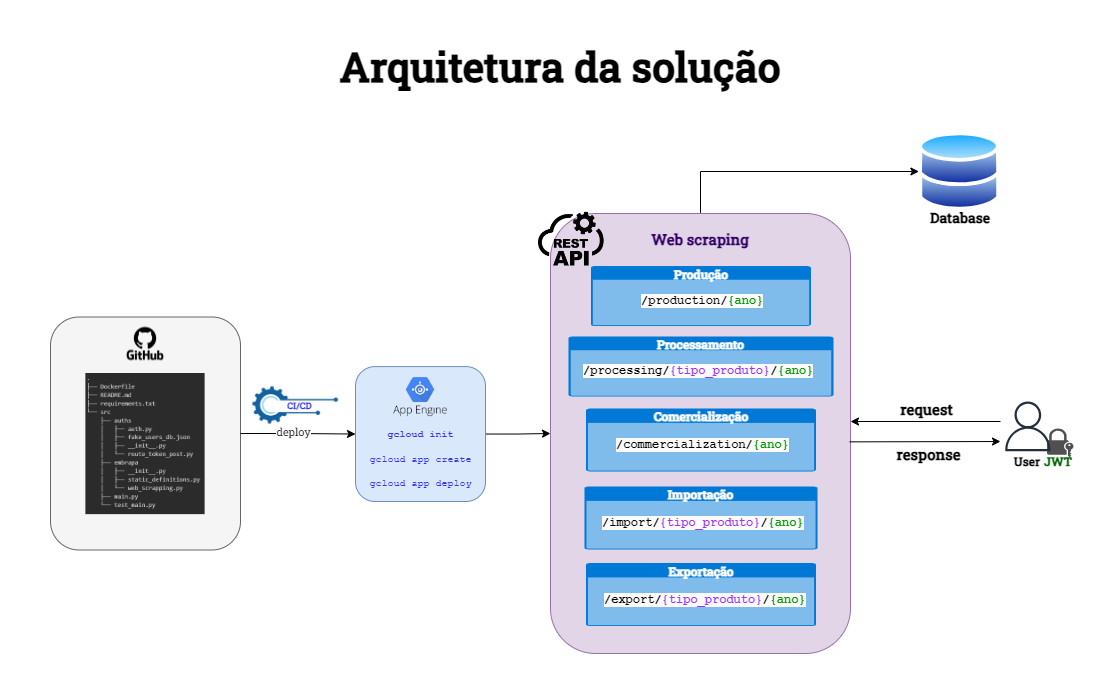 Arquitetura da solução
Database
REST
API
Web scraping
Produção
/production/{ano}
Processamento
/processing/{tipo_produto}/{ano}
Comercialização
/commercialization/{ano}
Importação
/import/{tipo_produto}/{ano}
Exportação
/export/{tipo_produto}/{ano}
GitHub
.
├── Dockerfile
├── README.md
├── requirements.txt
└── src
├── auths
│   ├── auth.py
│   ├── fake_users_db.json
│   ├── __init__.py
│   └── route_token_post.py
├── embrapa
│   ├── __init__.py
│   ├── static_definitions.py
│   └── web_scrapping.py
├── main.py
└── test_main.py
CI/CD
deploy
App Engine
gcloud init
gcloud app create
gcloud app deploy
request
response
User JWT